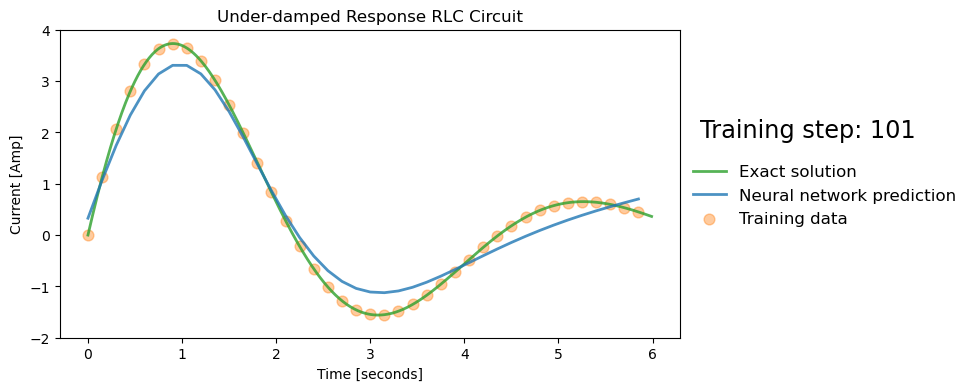 Under-damped Response RLC Circuit
4
3
2
1
0
−1
−2
Current [Amp]
0 1 2 3 4 5 6
Time [seconds]
Training step: 101
Exact solution
Neural network prediction
Training data